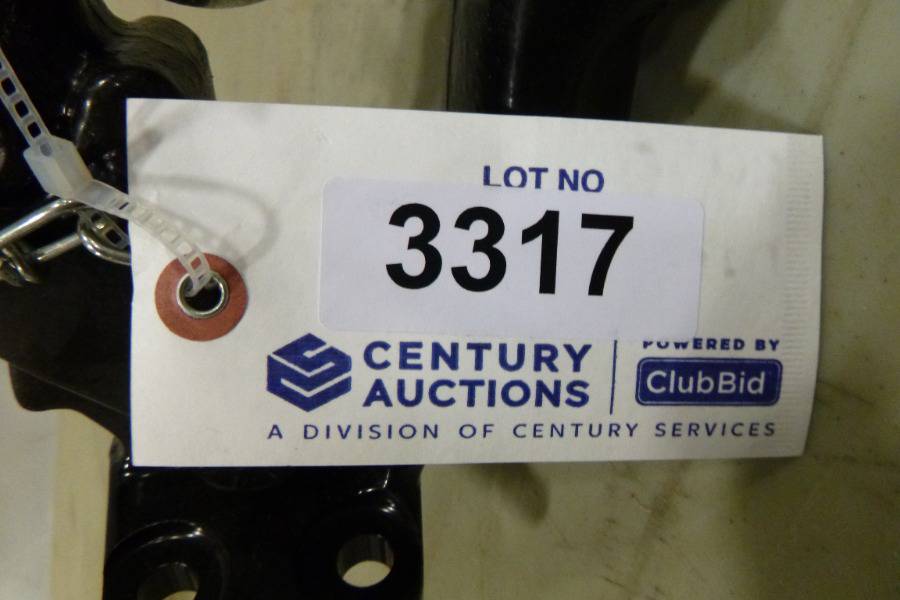 LOT NO
3317
CENTURY
AUCTIONS
POWERED BY
ClubBid
A DIVISION OF CENTURY SERVICES